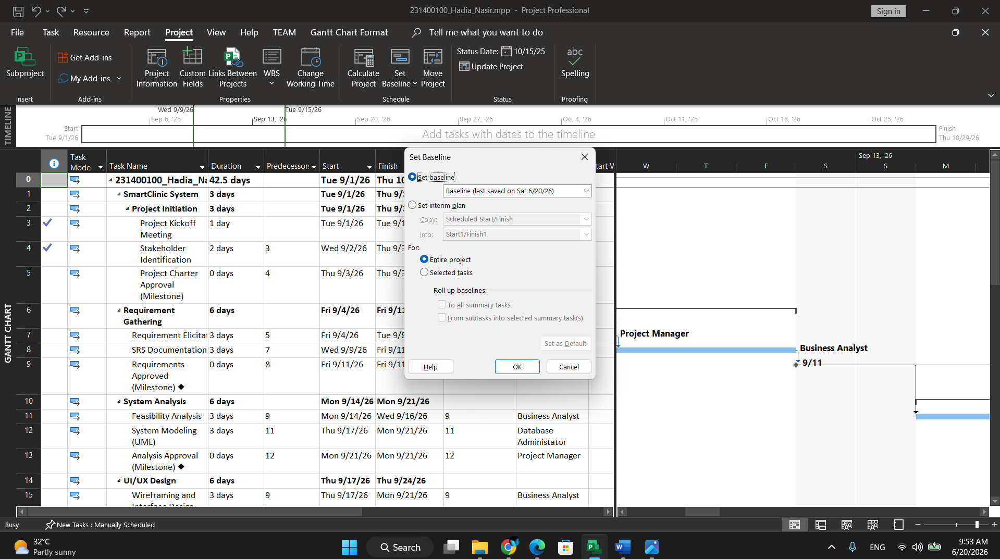 231400100_Hadia_Nasir.mpp - Project Professional
Sign in
File Task Resource Report Project View Help TEAM Gantt Chart Format Tell me what you want to do
Subproject
Get Add-ins
My Add-ins
Project Information
Custom Fields
Links Between Projects
WBS
Change Working Time
Calculate Project
Set Baseline
Move Project
Status Date: 10/15/25
Update Project
abc
Spelling
Insert Add-ins Properties Schedule Status Proofing
TIMELINE
Wed 9/9/26 Tue 9/15/26
Sep 6, '26 Sep 13, '26 Sep 20, '26 Sep 27, '26 Oct 4, '26 Oct 11, '26 Oct 18, '26 Oct 25, '26
Start
Tue 9/1/26
Add tasks with dates to the timeline
Finish
Thu 10/29/26
GANTT CHART
Task Mode Task Name Duration Predecessors Start Finish tart V
0 231400100_Hadia_Na 42.5 days Tue 9/1/26 Thu 10
1 SmartClinic System 3 days Tue 9/1/26 Thu 9/3
2 Project Initiation 3 days Tue 9/1/26 Thu 9/3
3 Project Kickoff Meeting 1 day Tue 9/1/26 Tue 9/1
4 Stakeholder Identification 2 days 3 Wed 9/2/26 Thu 9/3
5 Project Charter Approval (Milestone) 0 days 4 Thu 9/3/26 Thu 9/3
6 Requirement Gathering 6 days Fri 9/4/26 Fri 9/11
7 Requirement Elicitat 3 days 5 Fri 9/4/26 Tue 9/8
8 SRS Documentation 3 days 7 Wed 9/9/26 Fri 9/11
9 Requirements Approved (Milestone) ◆ 0 days 8 Fri 9/11/26 Fri 9/11
10 System Analysis 6 days Mon 9/14/26 Mon 9/21/26
11 Feasibility Analysis 3 days 9 Mon 9/14/26 Wed 9/16/26 9 Business Analyst
12 System Modeling (UML) 3 days 11 Thu 9/17/26 Mon 9/21/26 11 Database Administator
13 Analysis Approval (Milestone) ◆ 0 days 12 Mon 9/21/26 Mon 9/21/26 12 Project Manager
14 UI/UX Design 6 days Thu 9/17/26 Thu 9/24/26
15 Wireframing and Interface Design 3 days 9 Thu 9/17/26 Mon 9/21/26 9 Business Analyst
Set Baseline
Set baseline
Baseline (last saved on Sat 6/20/26)
Set interim plan
Copy: Scheduled Start/Finish
Into: Start1/Finish1
For:
Entire project
Selected tasks
Roll up baselines:
To all summary tasks
From subtasks into selected summary task(s)
Set as Default
Help OK Cancel
Sep 13, '26
W T F S S M
Project Manager
Business Analyst
9/11
Busy New Tasks : Manually Scheduled
32°C
Partly sunny
Search
ENG
9:53 AM
6/20/2026